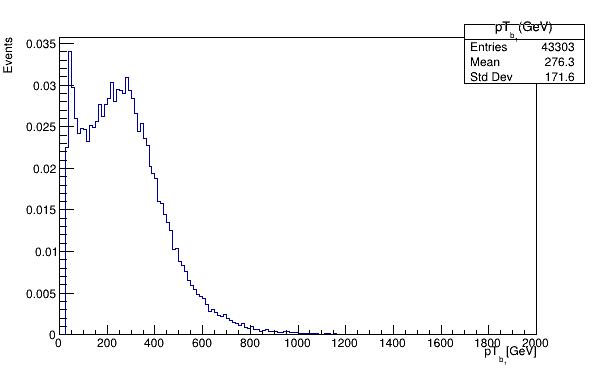 pT_b_1 (GeV)
Entries 43303
Mean 276.3
Std Dev 171.6
Events
0.035
0.03
0.025
0.02
0.015
0.01
0.005
0
0 200 400 600 800 1000 1200 1400 1600 1800 2000
pT_b_1 [GeV]